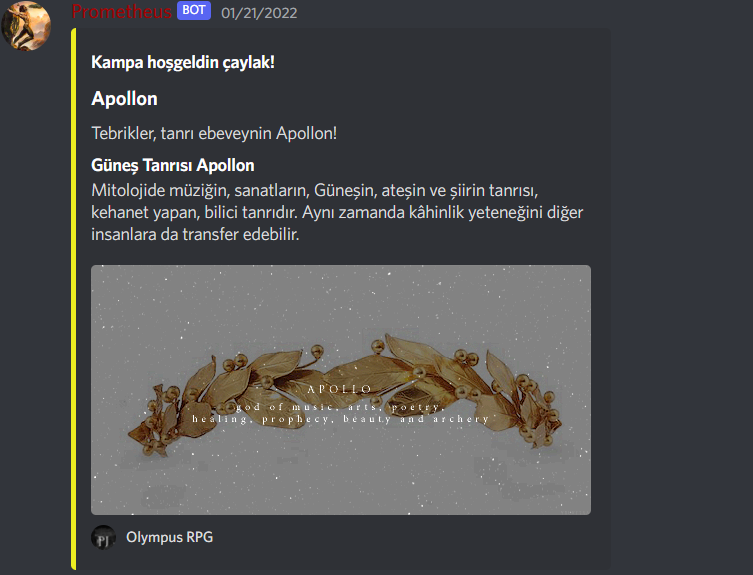 Prometheus BOT 01/21/2022
Kampa hoşgeldin çaylak!
Apollon
Tebrikler, tanrı ebeveynin Apollon!
Güneş Tanrısı Apollon
Mitolojide müziğin, sanatların, Güneşin, ateşin ve şiirin tanrısı,
kehanet yapan, bilici tanrıdır. Aynı zamanda kâhinlik yeteneğini diğer
insanlara da transfer edebilir.
APOLLO
god of music, arts, poetry,
healing, prophecy, beauty and archery
PJ Olympus RPG